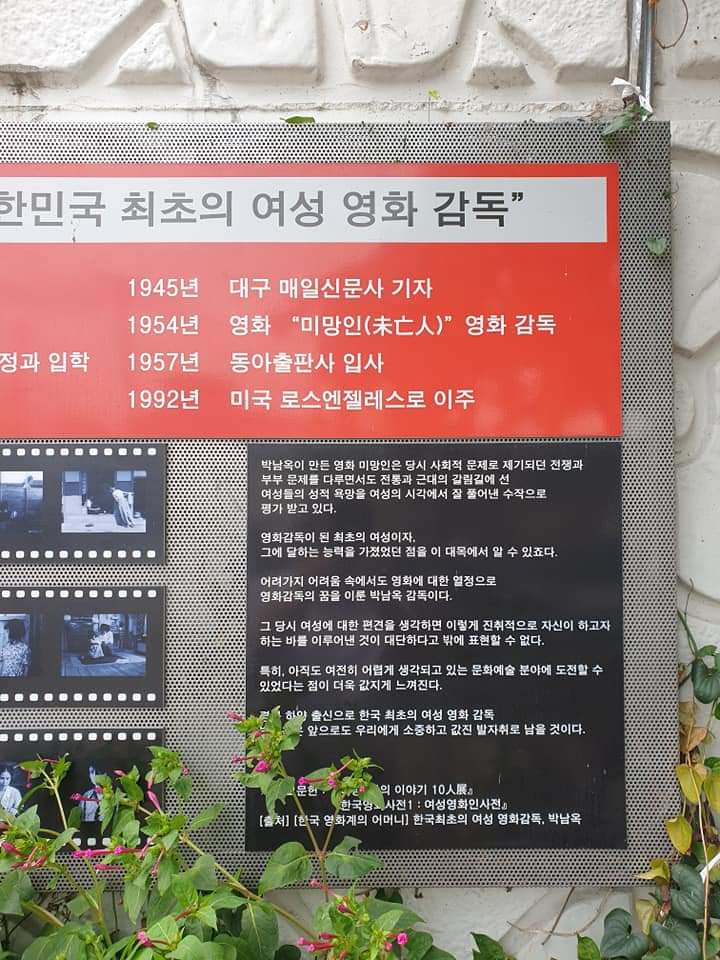 한민국 최초의 여성 영화 감독”
1945년 대구 매일신문사 기자
1954년 영화 “미망인(未亡人)” 영화 감독
정과 입학 1957년 동아출판사 입사
1992년 미국 로스엔젤레스로 이주
박남옥이 만든 영화 미망인은 당시 사회적 문제로 제기되던 전쟁과
부부 문제를 다루면서도 전통과 근대의 갈림길에 선
여성들의 성적 욕망을 여성의 시각에서 잘 풀어낸 수작으로
평가 받고 있다.
영화감독이 된 최초의 여성이자,
그에 달하는 능력을 가졌었던 점을 이 대목에서 알 수 있죠다.
어려가지 어려움 속에서도 영화에 대한 열정으로
영화감독의 꿈을 이룬 박남옥 감독이다.
그 당시 여성에 대한 편견을 생각하면 이렇게 진취적으로 자신이 하고자
하는 바를 이루어낸 것이 대단하다고 밖에 표현할 수 없다.
특히, 아직도 여전히 어렵게 생각되고 있는 문화예술 분야에 도전할 수
있었다는 점이 더욱 값지게 느껴진다.
하양 출신으로 한국 최초의 여성 영화 감독
앞으로도 우리에게 소중하고 값진 발자취로 남을 것이다.
의 이야기 10人展』
한국영화사전1 : 여성영화인사전』
[출처] [한국 영화계의 어머니] 한국최초의 여성 영화감독, 박남옥